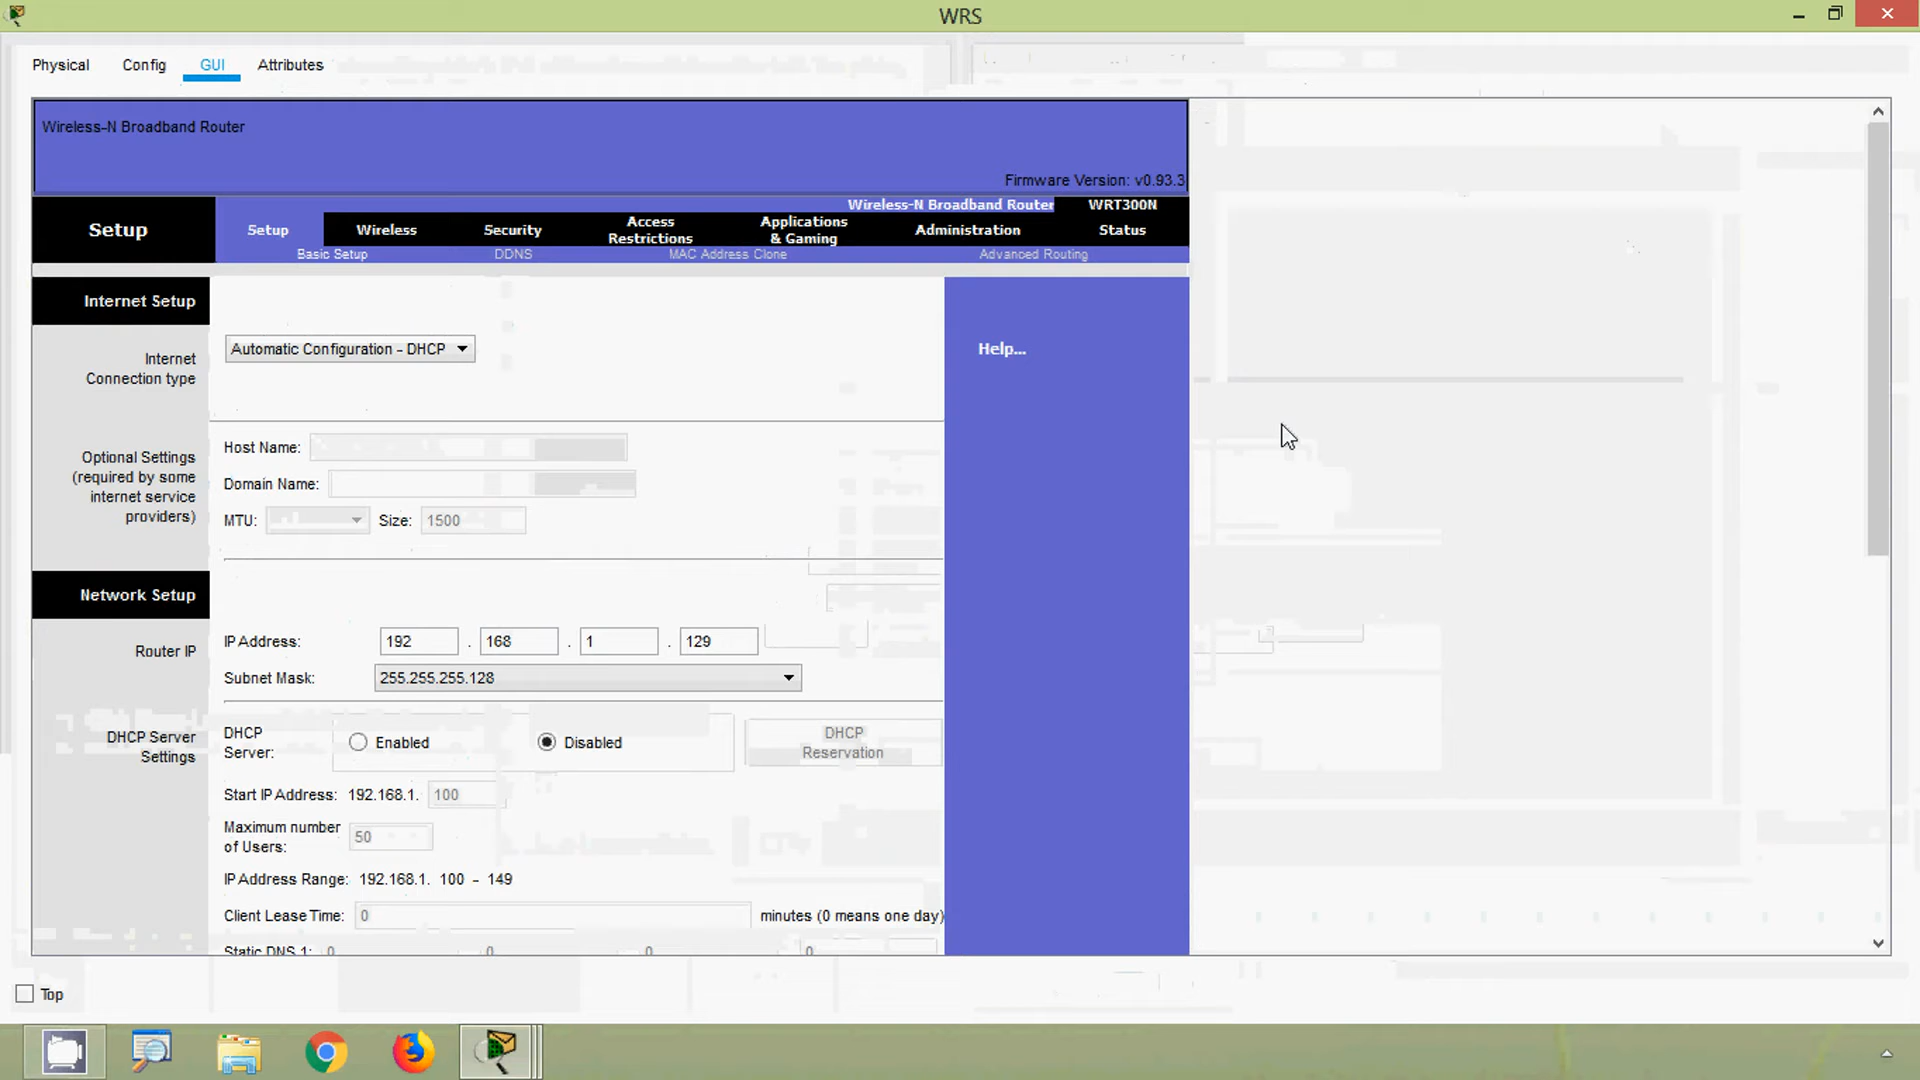 WRS
Physical Config GUI Attributes
Wireless-N Broadband Router
Firmware Version: v0.93.3
Wireless-N Broadband Router WRT300N
Setup
Setup Wireless Security Access Restrictions Applications & Gaming Administration Status
Basic Setup DDNS MAC Address Clone Advanced Routing
Internet Setup
Internet Connection type
Automatic Configuration - DHCP
Help...
Optional Settings (required by some internet service providers)
Host Name:
Domain Name:
MTU: Size: 1500
Network Setup
Router IP
IP Address: 192 . 168 . 1 . 129
Subnet Mask: 255.255.255.128
DHCP Server Settings
DHCP Server: Enabled Disabled DHCP Reservation
Start IP Address: 192.168.1. 100
Maximum number of Users: 50
IP Address Range: 192.168.1. 100 - 149
Client Lease Time: 0 minutes (0 means one day)
Static DNS 1: 0 0 0 0
Top